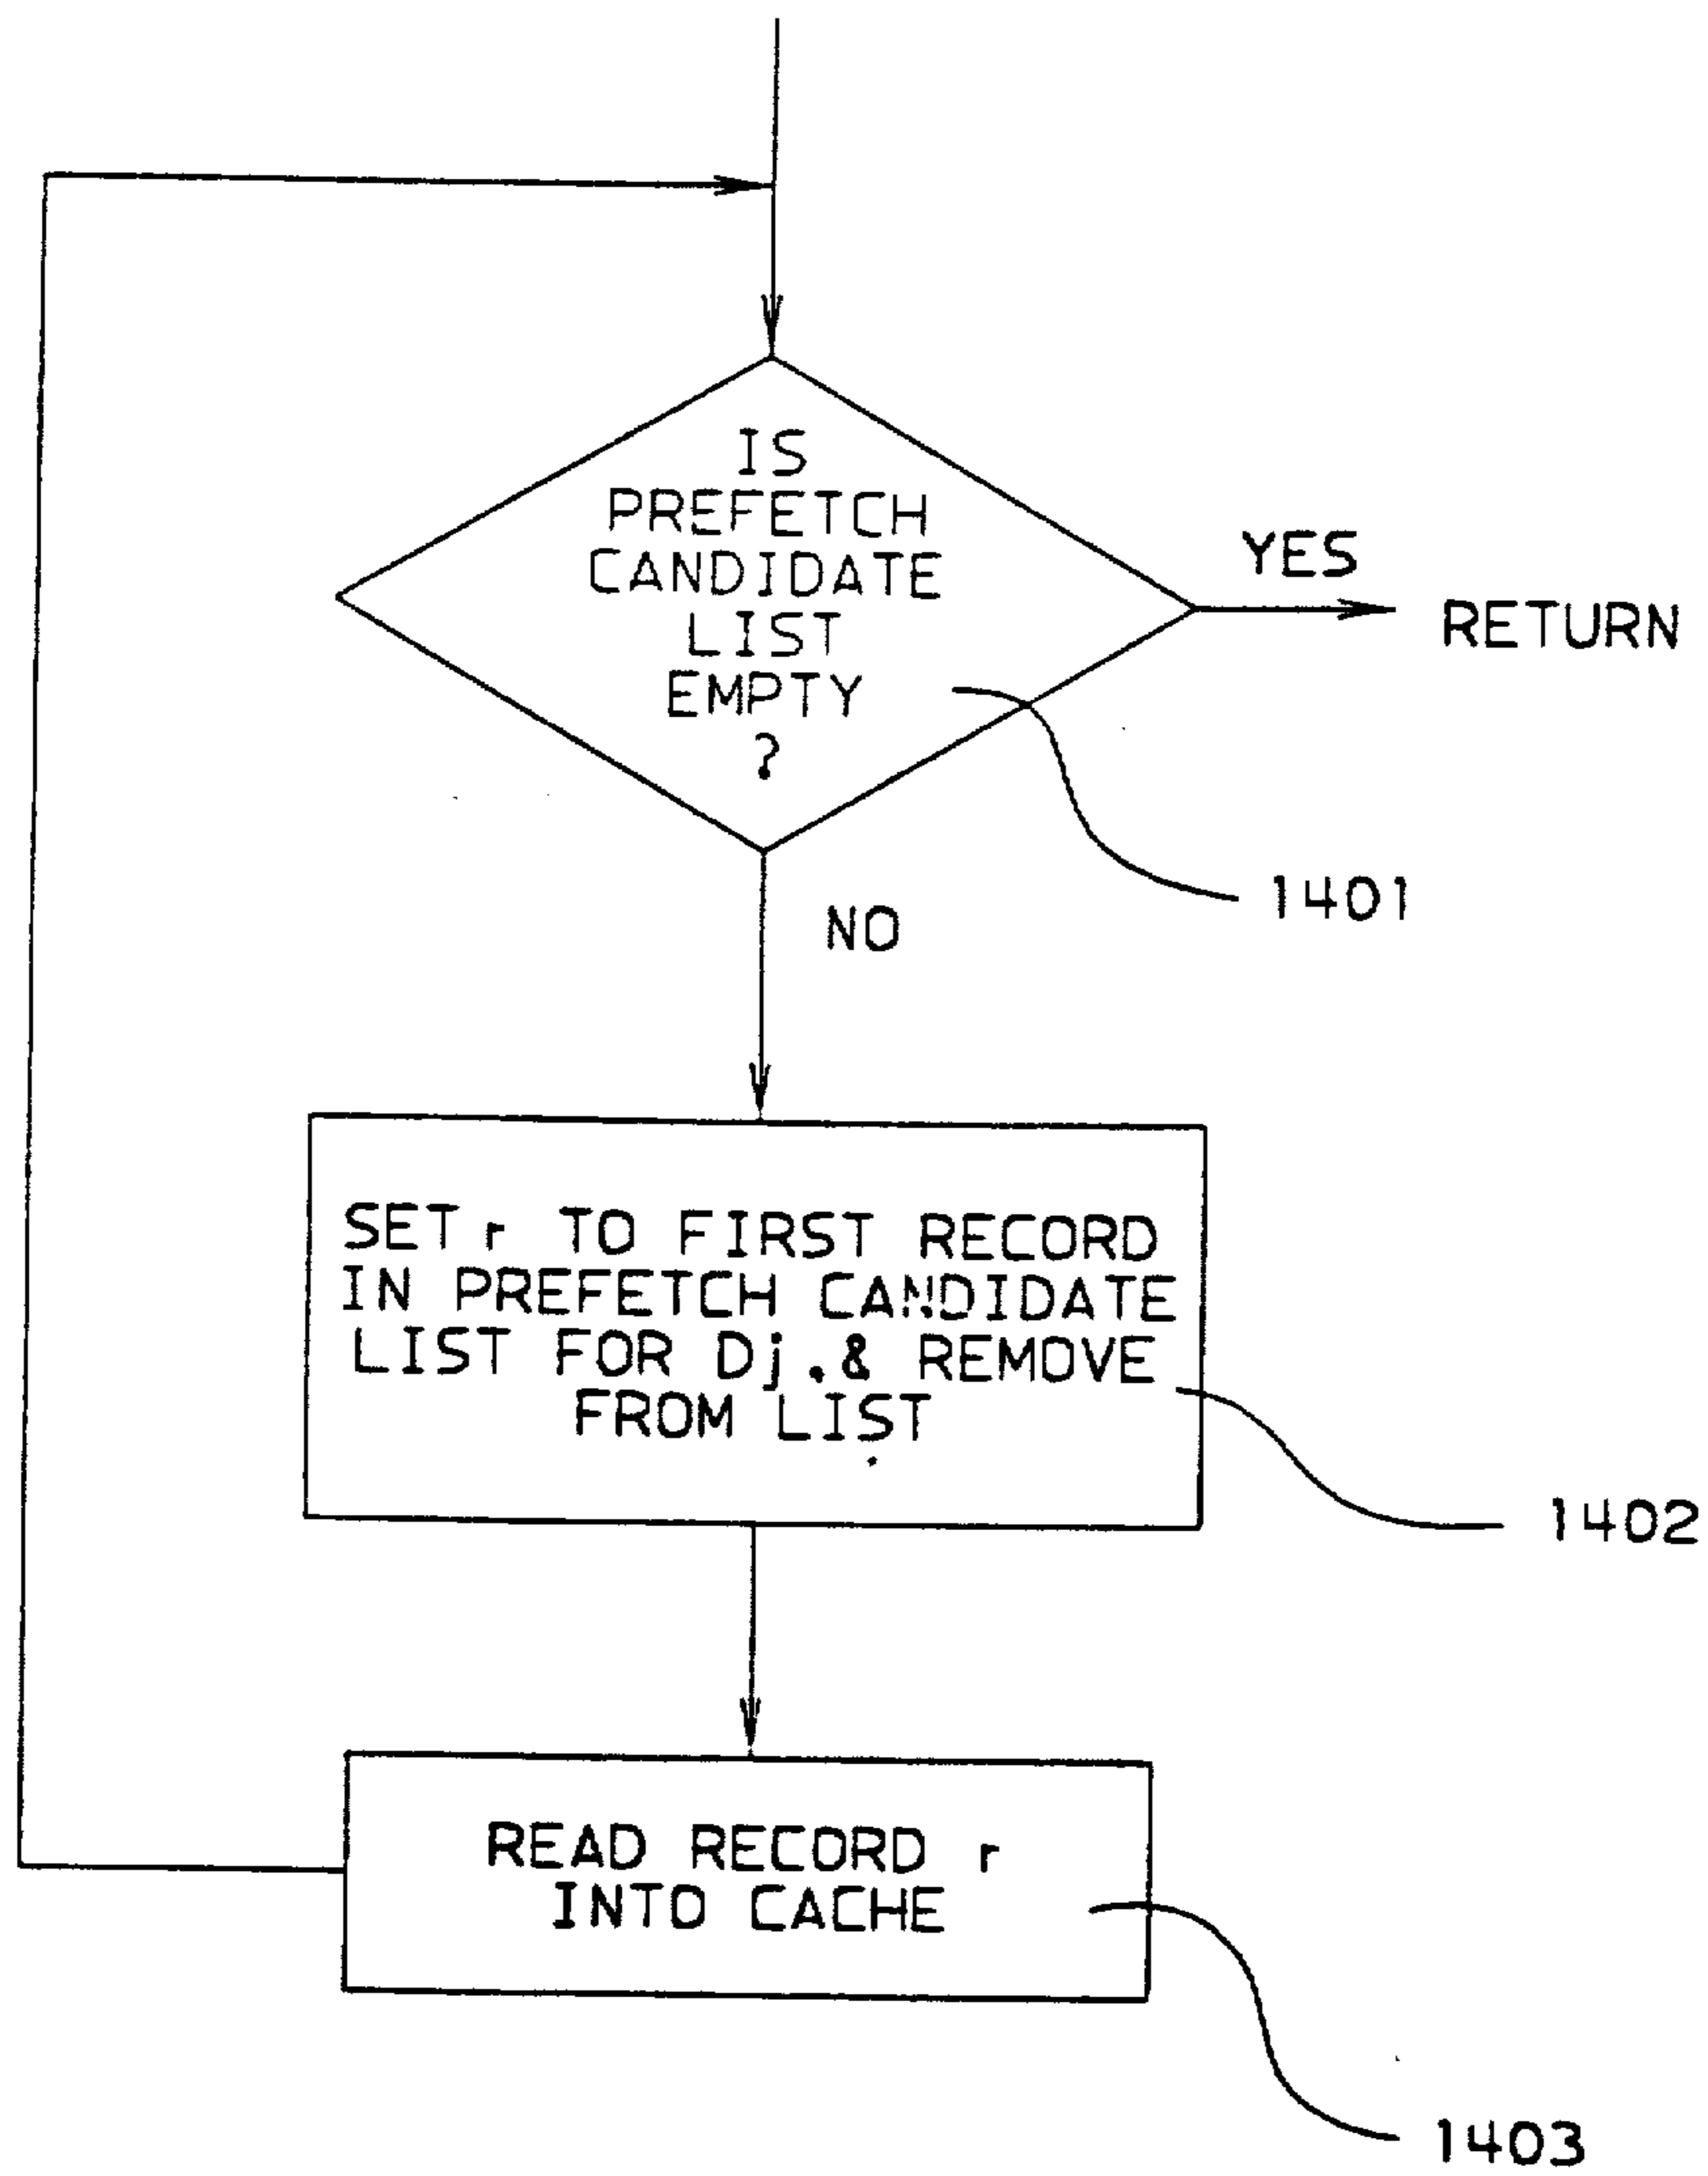 IS
PREFETCH
CANDIDATE
LIST
EMPTY
?
YES
RETURN
1401
NO
SET r TO FIRST RECORD
IN PREFETCH CANDIDATE
LIST FOR Dj.& REMOVE
FROM LIST
1402
READ RECORD r
INTO CACHE
1403